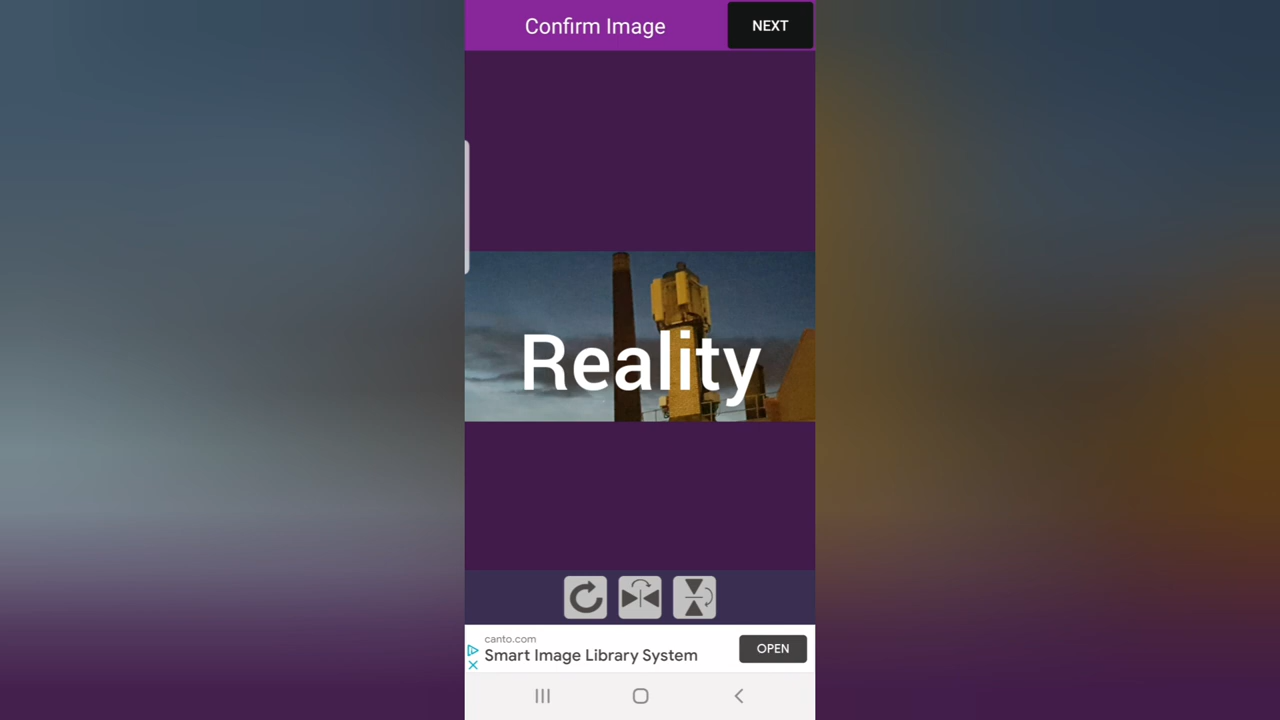 Confirm Image
NEXT
Reality
canto.com
Smart Image Library System
OPEN